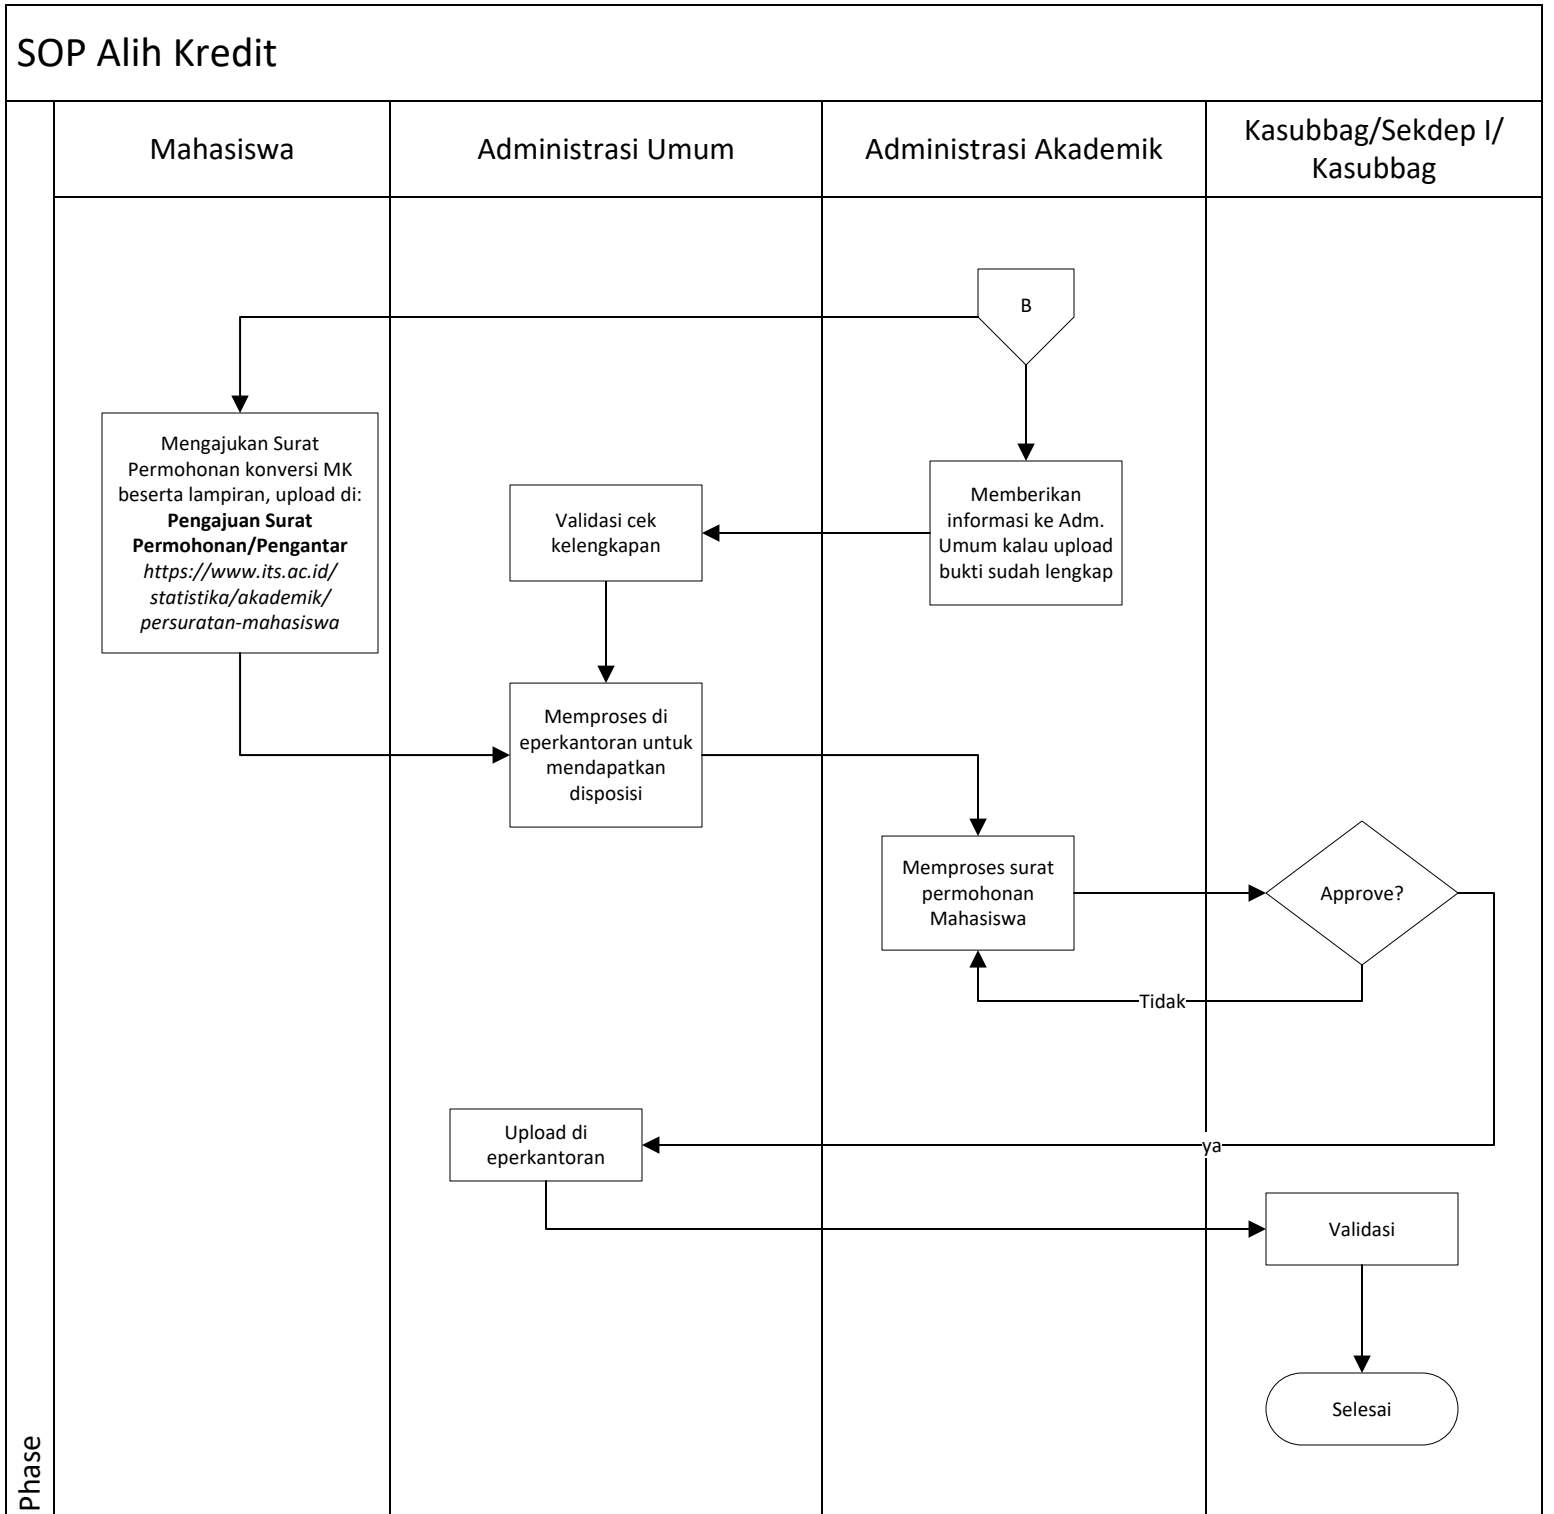 SOP Alih Kredit
Mahasiswa
Administrasi Umum
Administrasi Akademik
Kasubbag/Sekdep I/
Kasubbag
B
Mengajukan Surat
Permohonan konversi MK
beserta lampiran, upload di:
Pengajuan Surat
Permohonan/Pengantar
https://www.its.ac.id/
statistika/akademik/
persuratan-mahasiswa
Validasi cek
kelengkapan
Memberikan
informasi ke Adm.
Umum kalau upload
bukti sudah lengkap
Memproses di
eperkantoran untuk
mendapatkan
disposisi
Memproses surat
permohonan
Mahasiswa
Approve?
Tidak
Upload di
eperkantoran
ya
Validasi
Selesai
Phase